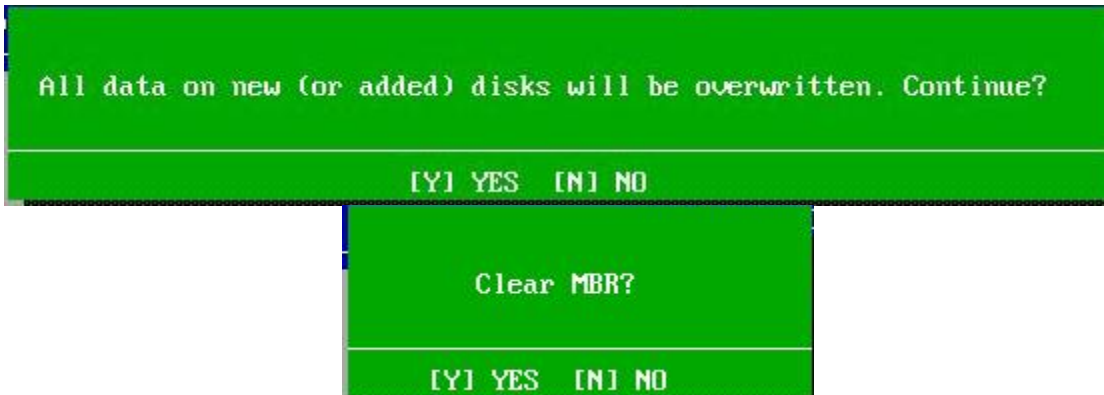 All data on new (or added) disks will be overwritten. Continue?
[Y] YES [N] NO
Clear MBR?
[Y] YES [N] NO